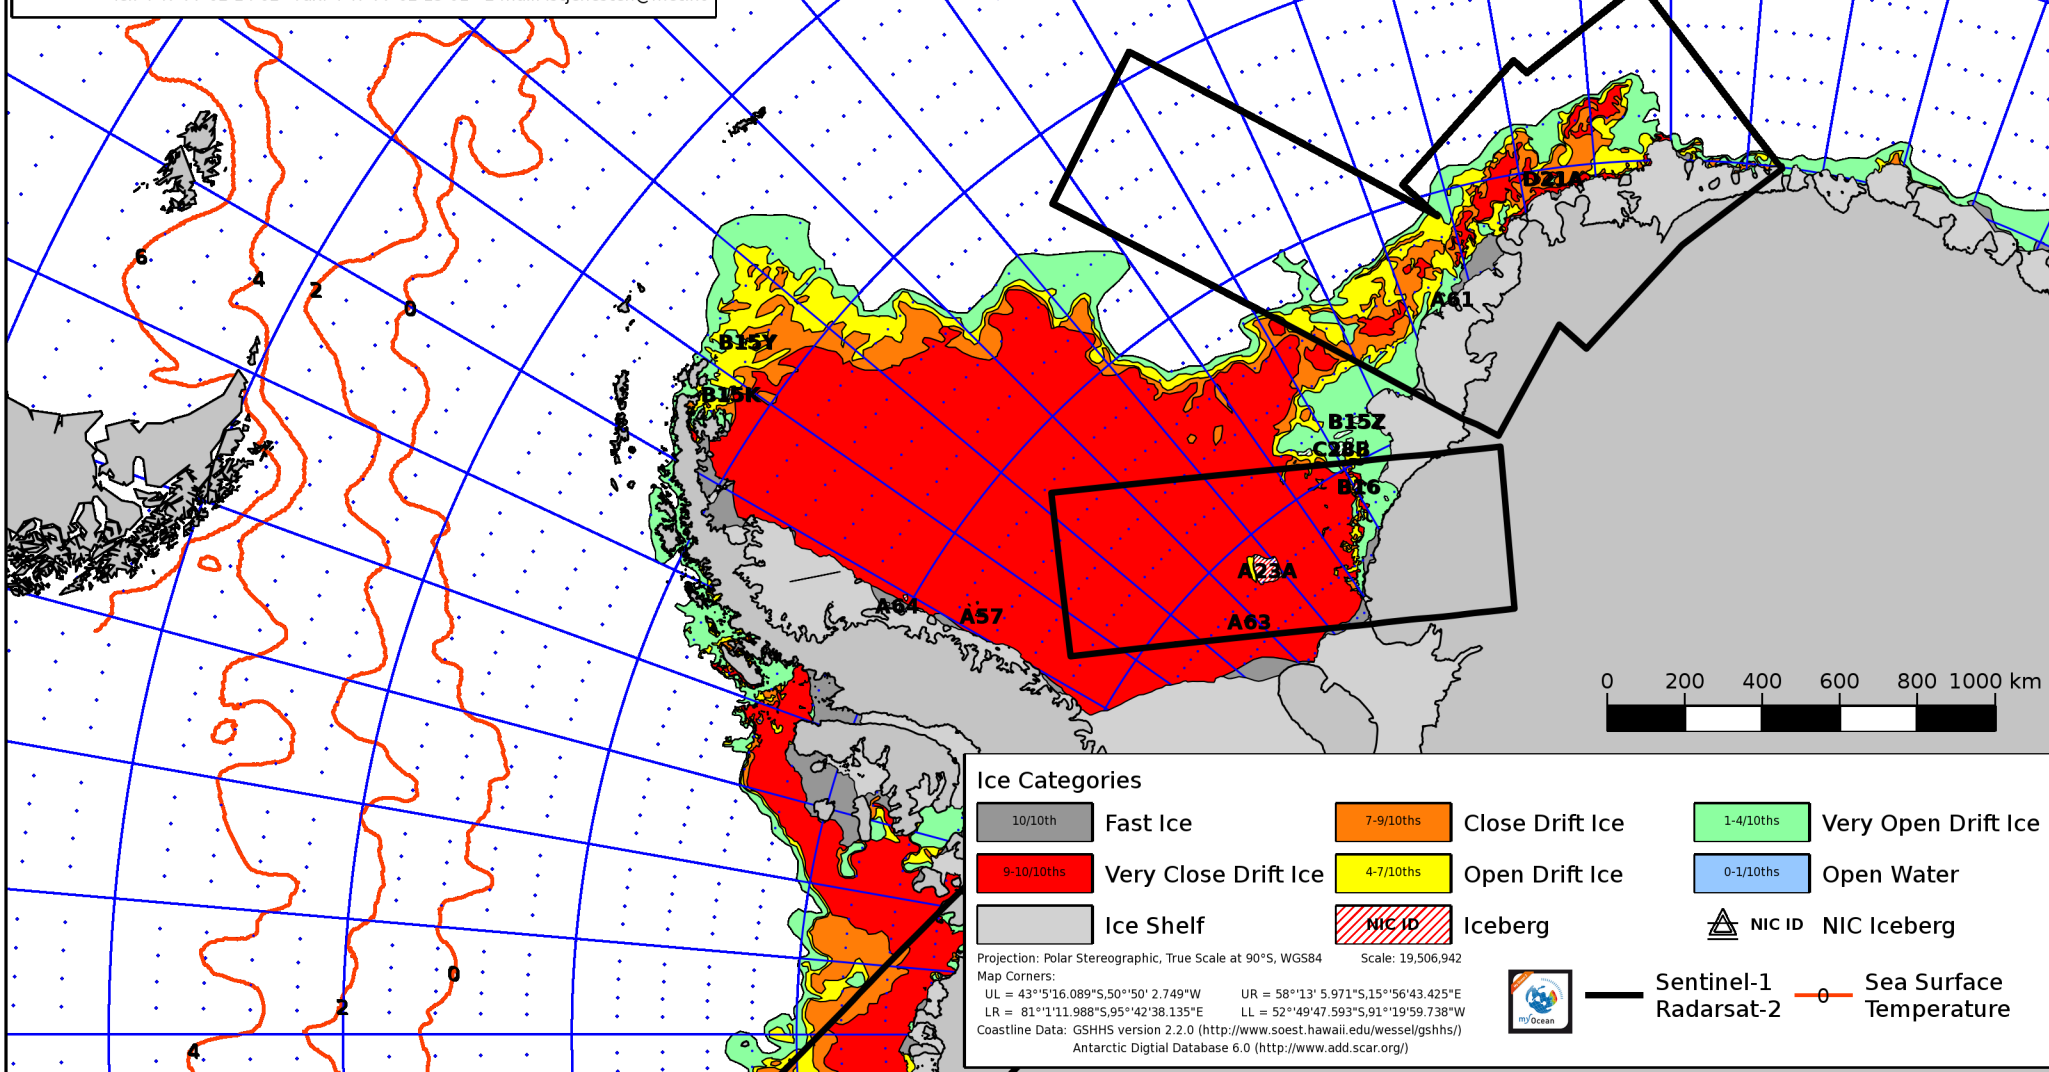 6
4
2
0
B15Y
B15K
D21A
A61
B15Z
B16
A23A
A64
A57
A63
0 200 400 600 800 1000 km
Ice Categories
10/10th Fast Ice
7-9/10ths Close Drift Ice
1-4/10ths Very Open Drift Ice
9-10/10ths Very Close Drift Ice
4-7/10ths Open Drift Ice
0-1/10ths Open Water
Ice Shelf
NIC ID Iceberg
NIC ID NIC Iceberg
Projection: Polar Stereographic, True Scale at 90°S, WGS84 Scale: 19,506,942
Map Corners:
UL = 43°'5'16.089"S,50°'50' 2.749"W UR = 58°'13' 5.971"S,15°'56'43.425"E
LR = 81°'1'11.988"S,95°'42'38.135"E LL = 52°'49'47.593"S,91°'19'59.738"W
Coastline Data: GSHHS version 2.2.0 (http://www.soest.hawaii.edu/wessel/gshhs/)
Antarctic Digtial Database 6.0 (http://www.add.scar.org/)
myOcean
Sentinel-1
Radarsat-2
0 Sea Surface
Temperature
0
2
4